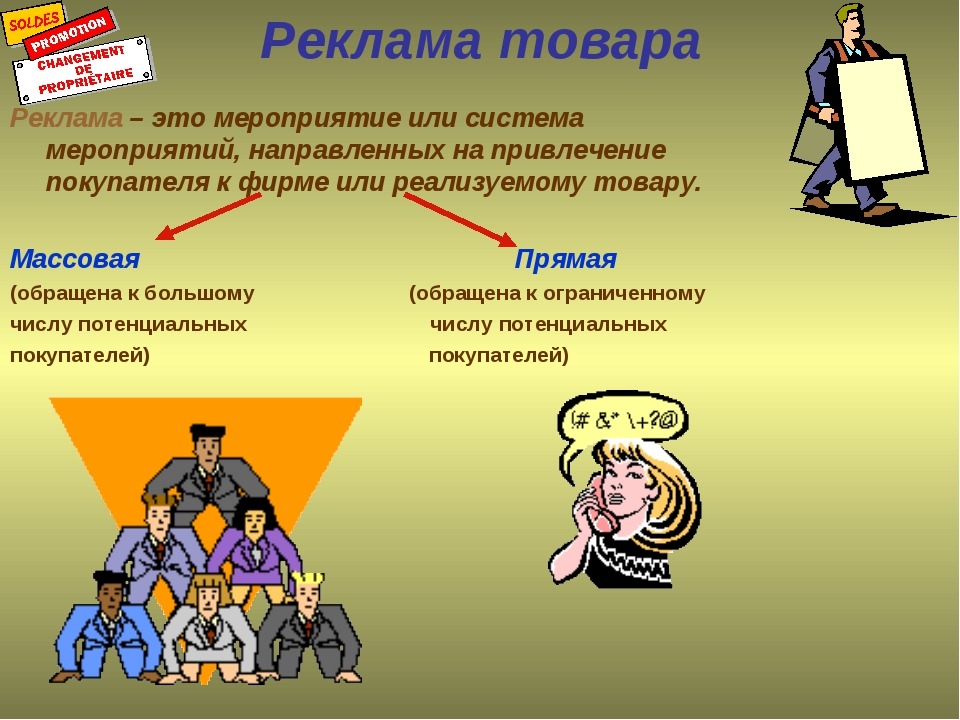 SOLDES
PROMOTION
CHANGEMENT
DE
PROPRIÉTAIRE
Реклама товара
Реклама – это мероприятие или система
мероприятий, направленных на привлечение
покупателя к фирме или реализуемому товару.
Массовая Прямая
(обращена к большому (обращена к ограниченному
числу потенциальных числу потенциальных
покупателей) покупателей)
!# &* \+?@